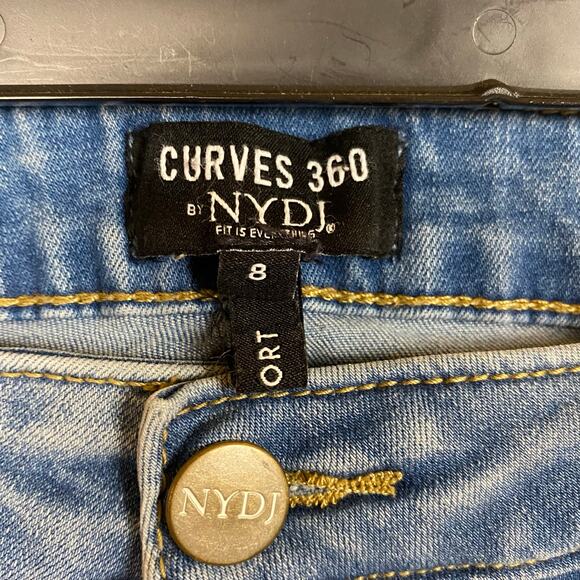 CURVES 360
BY NYDJ®
FIT IS EVERYTHING
8
ORT
NYDJ